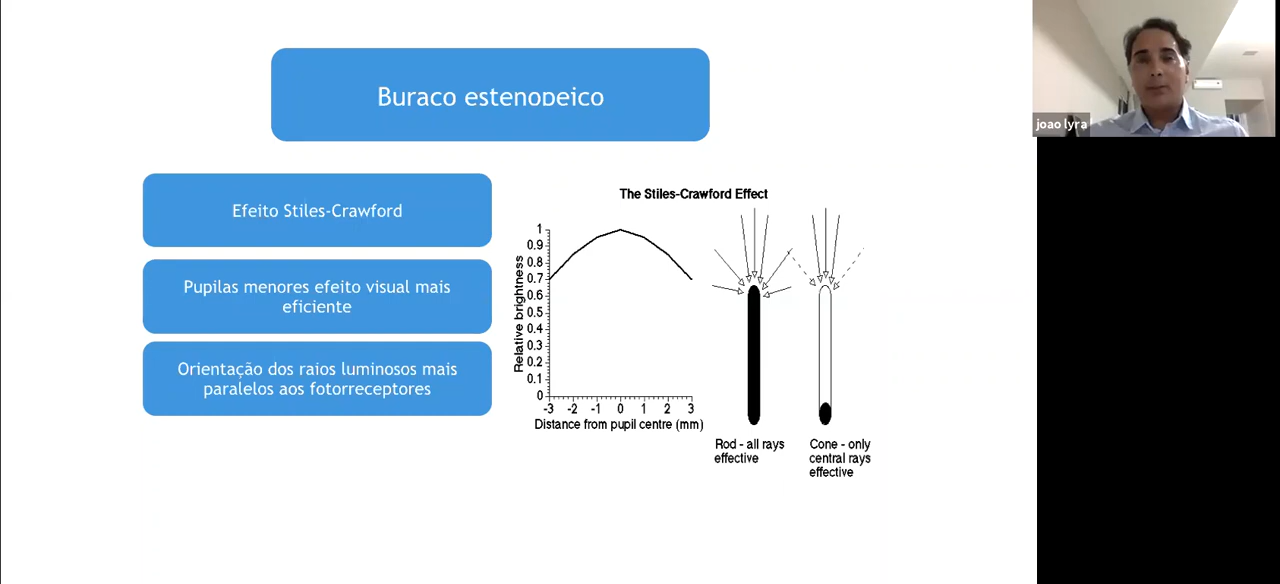 Buraco estenopeico
joao lyra
Efeito Stiles-Crawford
Pupilas menores efeito visual mais
eficiente
Orientação dos raios luminosos mais
paralelos aos fotorreceptores
The Stiles-Crawford Effect
Relative brightness
1
0.9
0.8
0.7
0.6
0.5
0.4
0.3
0.2
0.1
0
-3 -2 -1 0 1 2 3
Distance from pupil centre (mm)
Rod - all rays
effective
Cone - only
central rays
effective